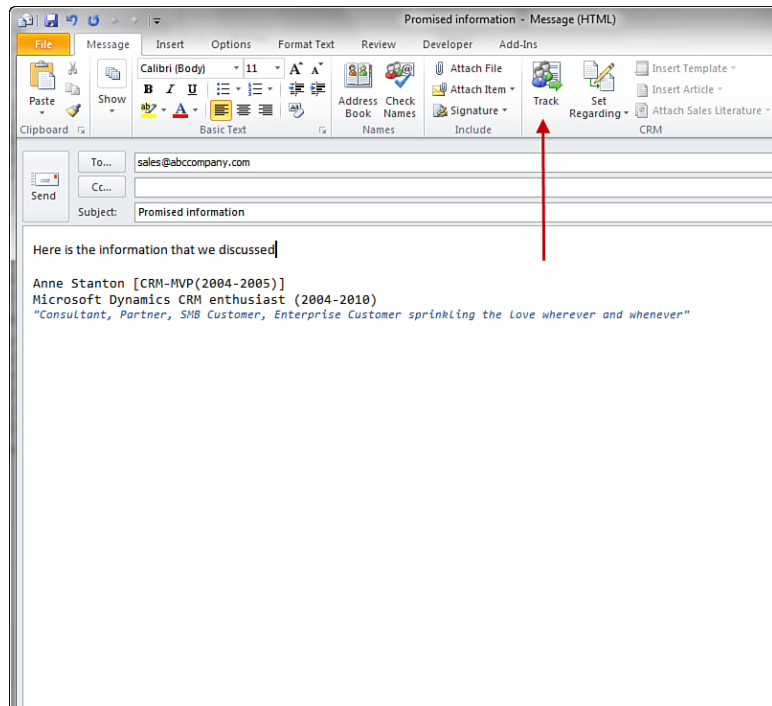 Promised information - Message (HTML)
File Message Insert Options Format Text Review Developer Add-Ins
Calibri (Body) 11 A A Attach File Insert Template
Paste Show B I U Address Book Check Names Attach Item Track Set Regarding Insert Article
ab A Signature Attach Sales Literature
Clipboard Basic Text Names Include CRM
To... sales@abccompany.com
Send Cc...
Subject: Promised information
Here is the information that we discussed
Anne Stanton [CRM-MVP(2004-2005)]
Microsoft Dynamics CRM enthusiast (2004-2010)
"Consultant, Partner, SMB Customer, Enterprise Customer sprinkling the Love wherever and whenever"